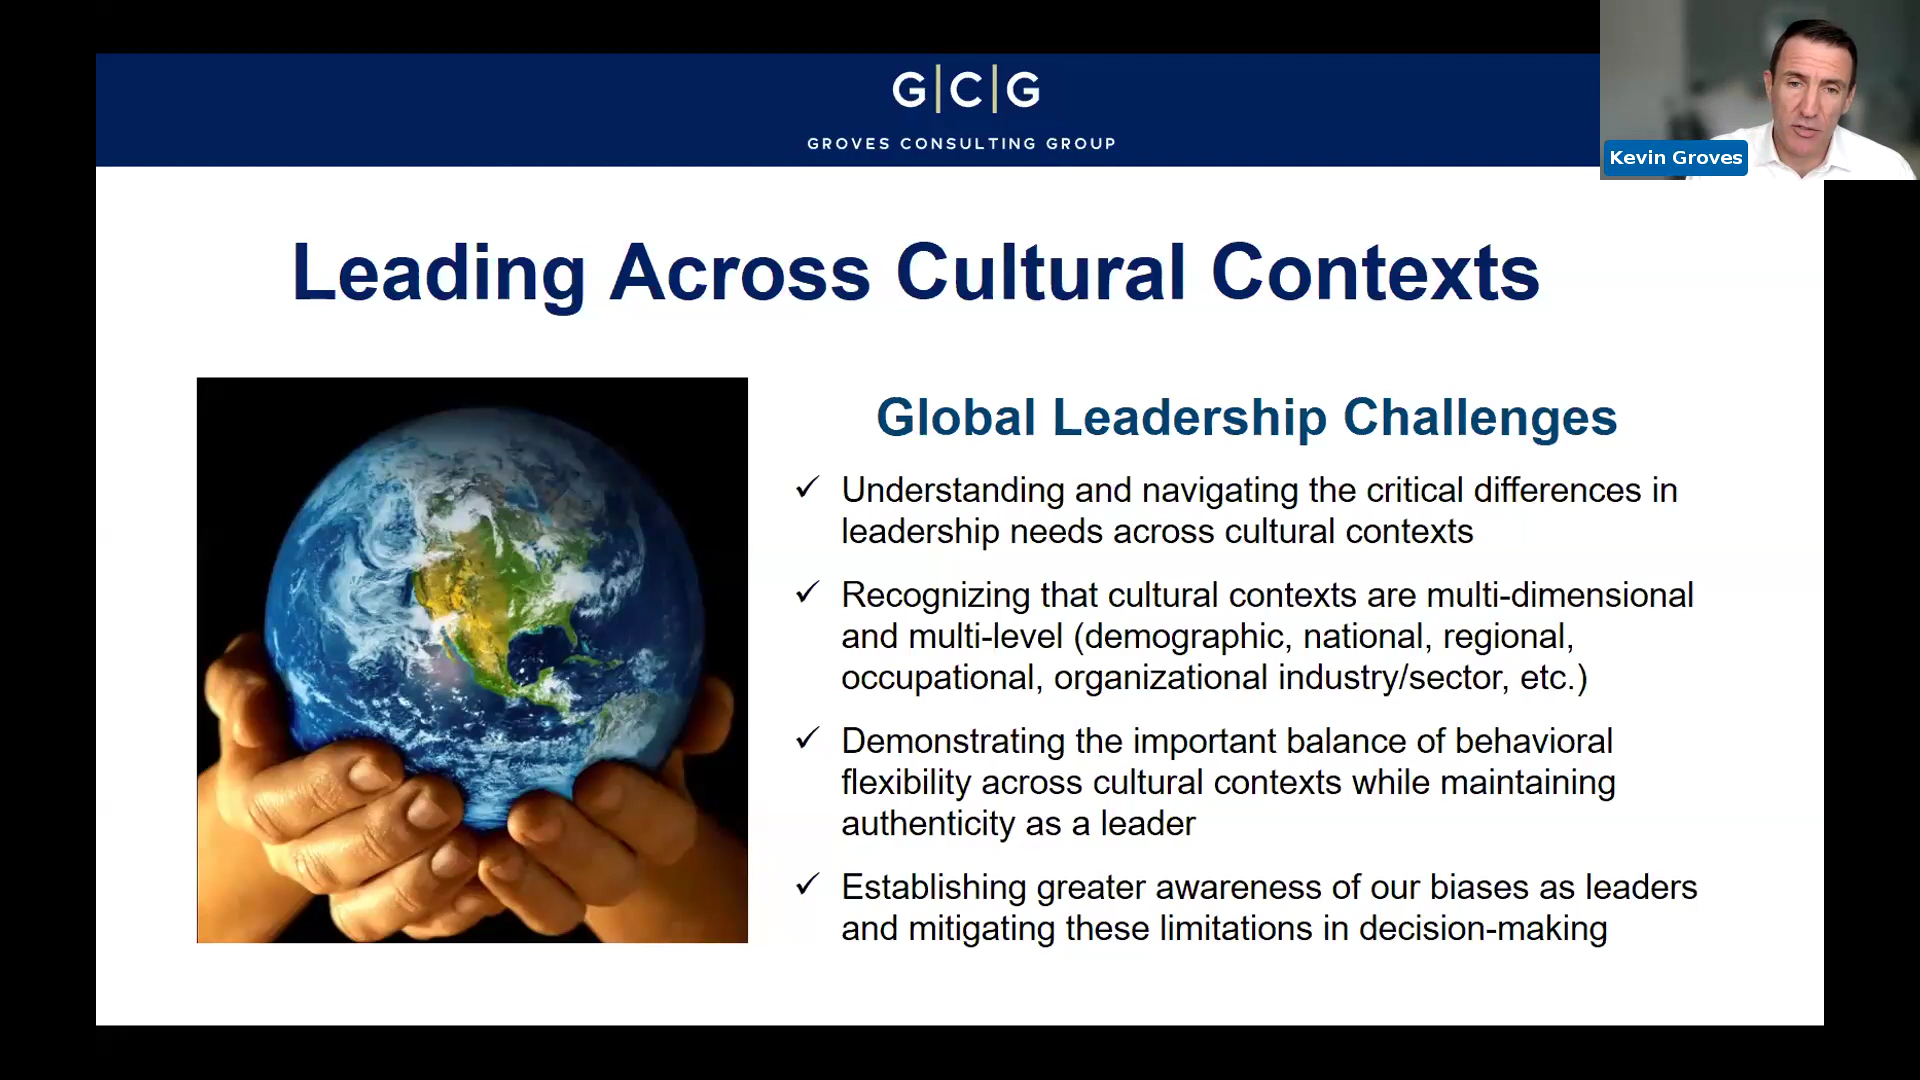 G|C|G
GROVES CONSULTING GROUP
Kevin Groves
Leading Across Cultural Contexts
Global Leadership Challenges
✓ Understanding and navigating the critical differences in
leadership needs across cultural contexts
✓ Recognizing that cultural contexts are multi-dimensional
and multi-level (demographic, national, regional,
occupational, organizational industry/sector, etc.)
✓ Demonstrating the important balance of behavioral
flexibility across cultural contexts while maintaining
authenticity as a leader
✓ Establishing greater awareness of our biases as leaders
and mitigating these limitations in decision-making